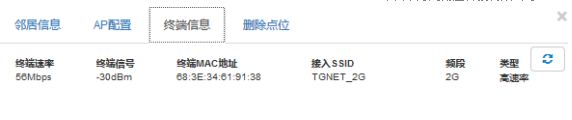 邻居信息 AP配置 终端信息 删除点位
终端速率 终端信号 终端MAC地址 接入SSID 频段 类型
56Mbps -30dBm 68:3E:34:61:91:38 TGNET_2G 2G 高速率